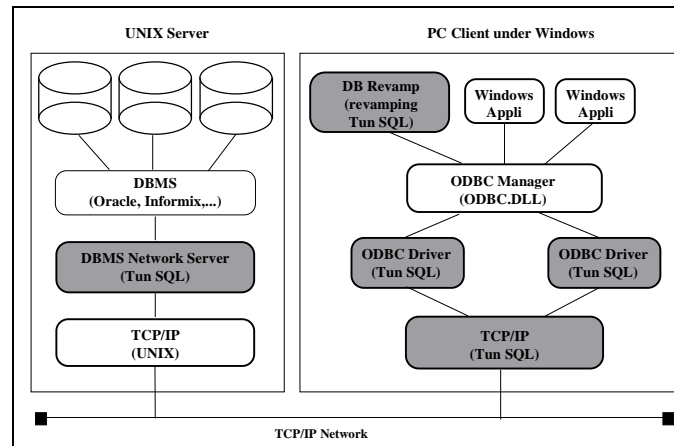 UNIX Server
PC Client under Windows
DB Revamp
(revamping
Tun SQL)
Windows
Appli
Windows
Appli
DBMS
(Oracle, Informix,...)
ODBC Manager
(ODBC.DLL)
DBMS Network Server
(Tun SQL)
ODBC Driver
(Tun SQL)
ODBC Driver
(Tun SQL)
TCP/IP
(UNIX)
TCP/IP
(Tun SQL)
TCP/IP Network